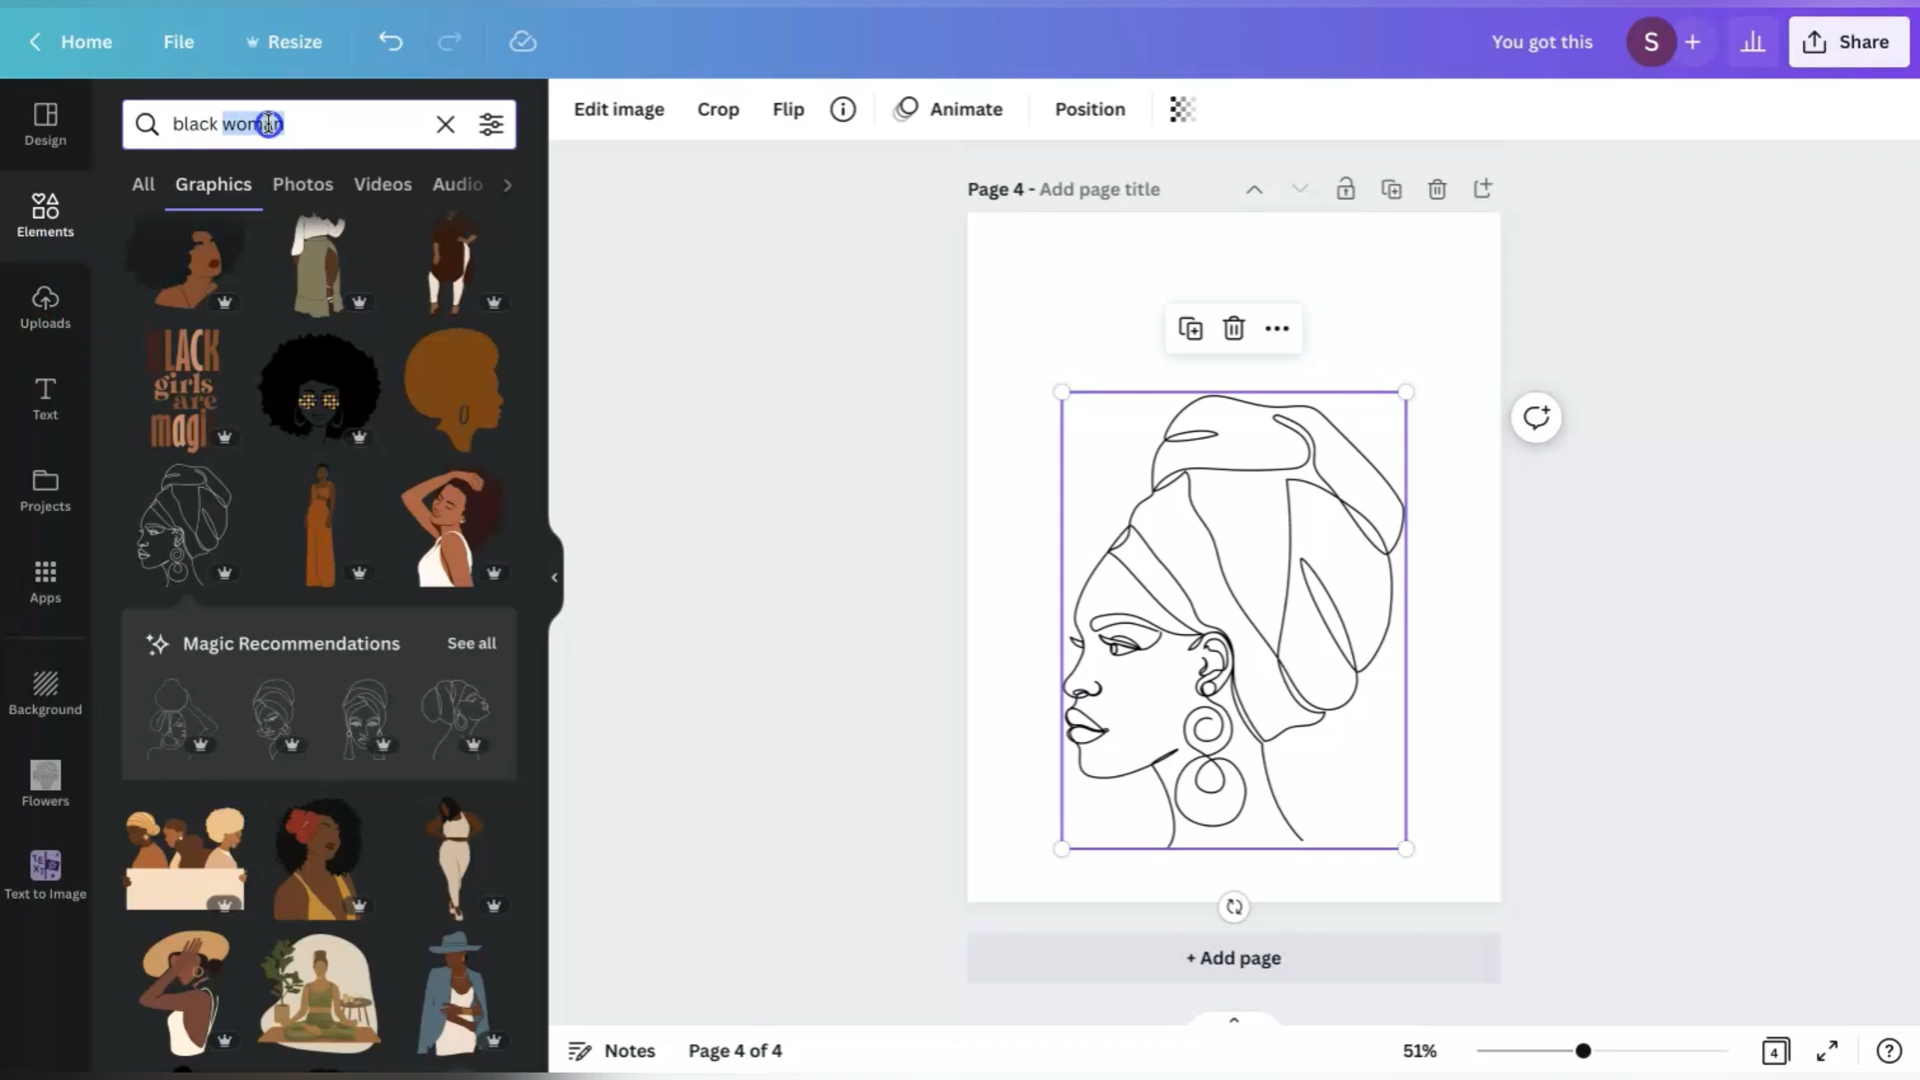 Home File Resize You got this S Share
Design
Elements
Uploads
Text
Projects
Apps
Background
Flowers
Text to Image
black woman
All Graphics Photos Videos Audio
BLACK
girls
are
magi
Magic Recommendations See all
Edit image Crop Flip Animate Position
Page 4 - Add page title
+ Add page
Notes Page 4 of 4 51% 4